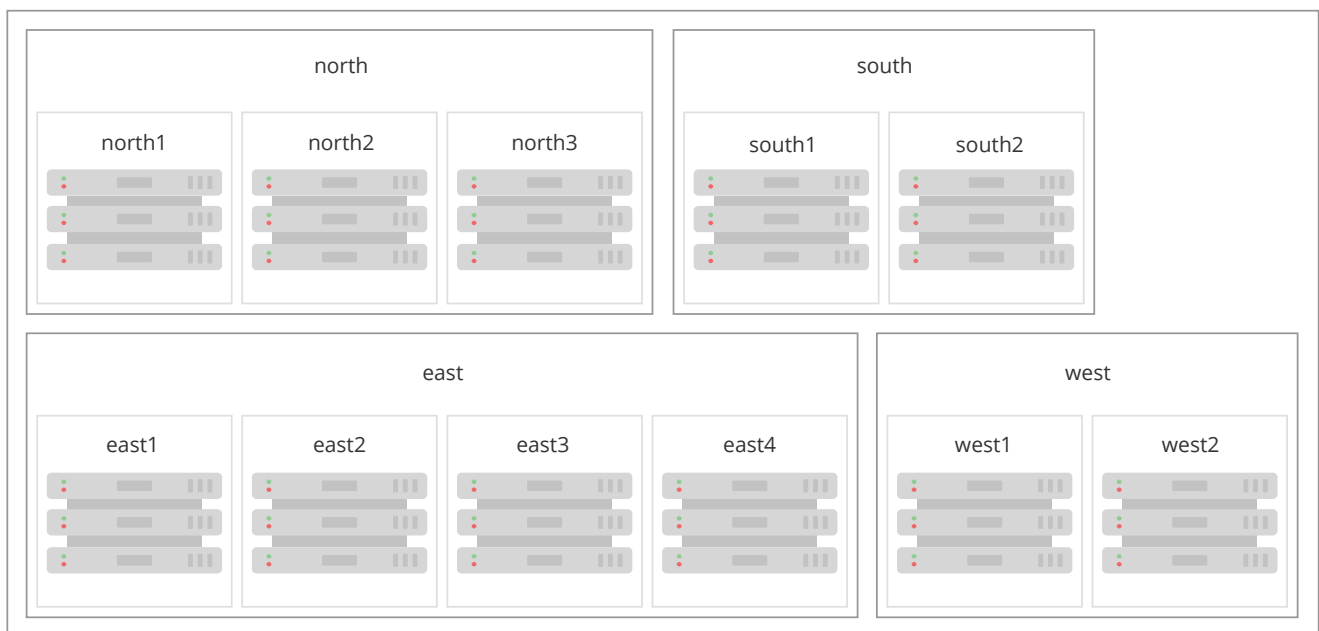 north
south
north1
north2
north3
south1
south2
east
west
east1
east2
east3
east4
west1
west2